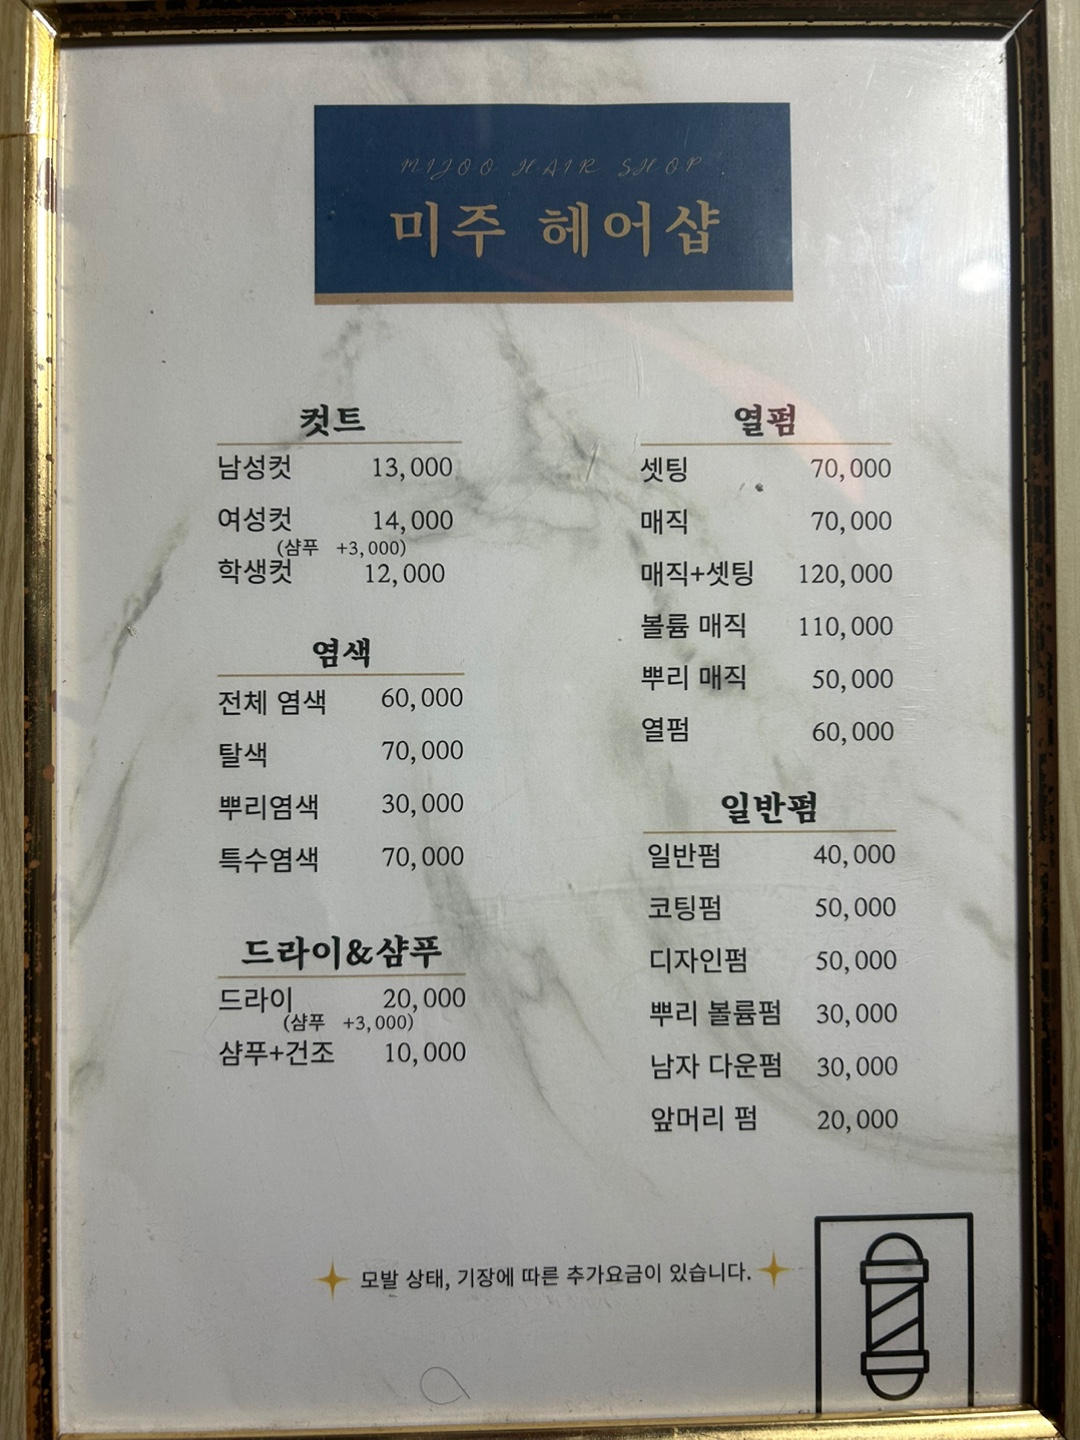 MIJOO HAIR SHOP
미주 헤어샵
컷트
남성컷 13,000
여성컷 14,000
(샴푸 +3,000)
학생컷 12,000
염색
전체 염색 60,000
탈색 70,000
뿌리염색 30,000
특수염색 70,000
드라이&샴푸
드라이 20,000
(샴푸 +3,000)
샴푸+건조 10,000
열펌
셋팅 70,000
매직 70,000
매직+셋팅 120,000
볼륨 매직 110,000
뿌리 매직 50,000
열펌 60,000
일반펌
일반펌 40,000
코팅펌 50,000
디자인펌 50,000
뿌리 볼륨펌 30,000
남자 다운펌 30,000
앞머리 펌 20,000
모발 상태, 기장에 따른 추가요금이 있습니다.